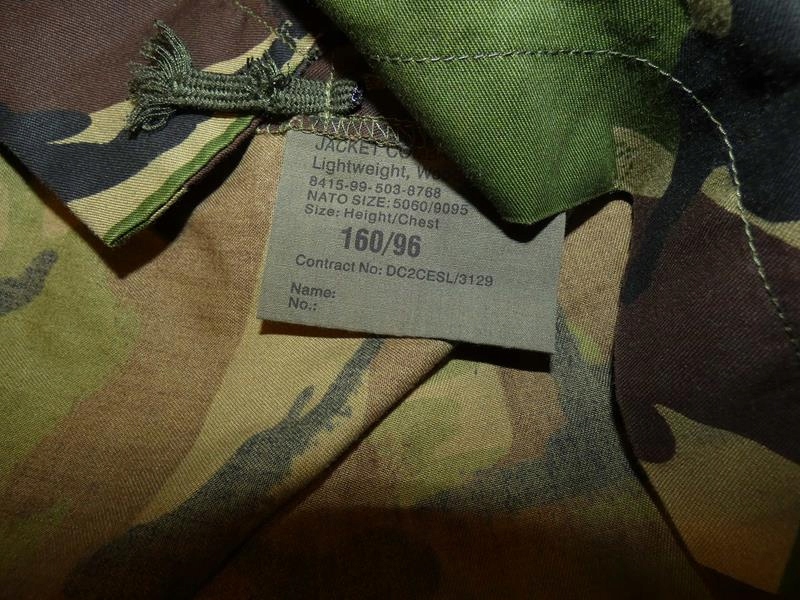 JACKET
Lightweight,
8415-99-503-8768
NATO SIZE: 5060/9095
Size: Height/Chest
160/96
Contract No: DC2CESL/3129
Name:
No.: